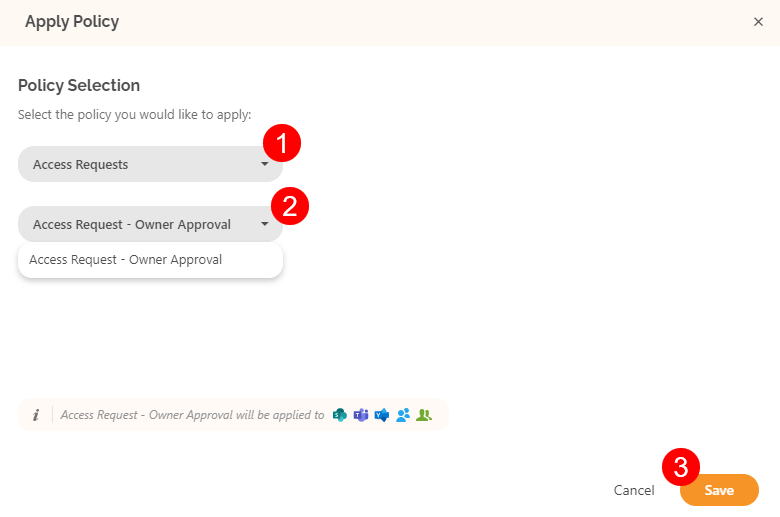 Apply Policy
Policy Selection
Select the policy you would like to apply:
1
Access Requests
2
Access Request - Owner Approval
Access Request - Owner Approval
i Access Request - Owner Approval will be applied to
3
Cancel Save